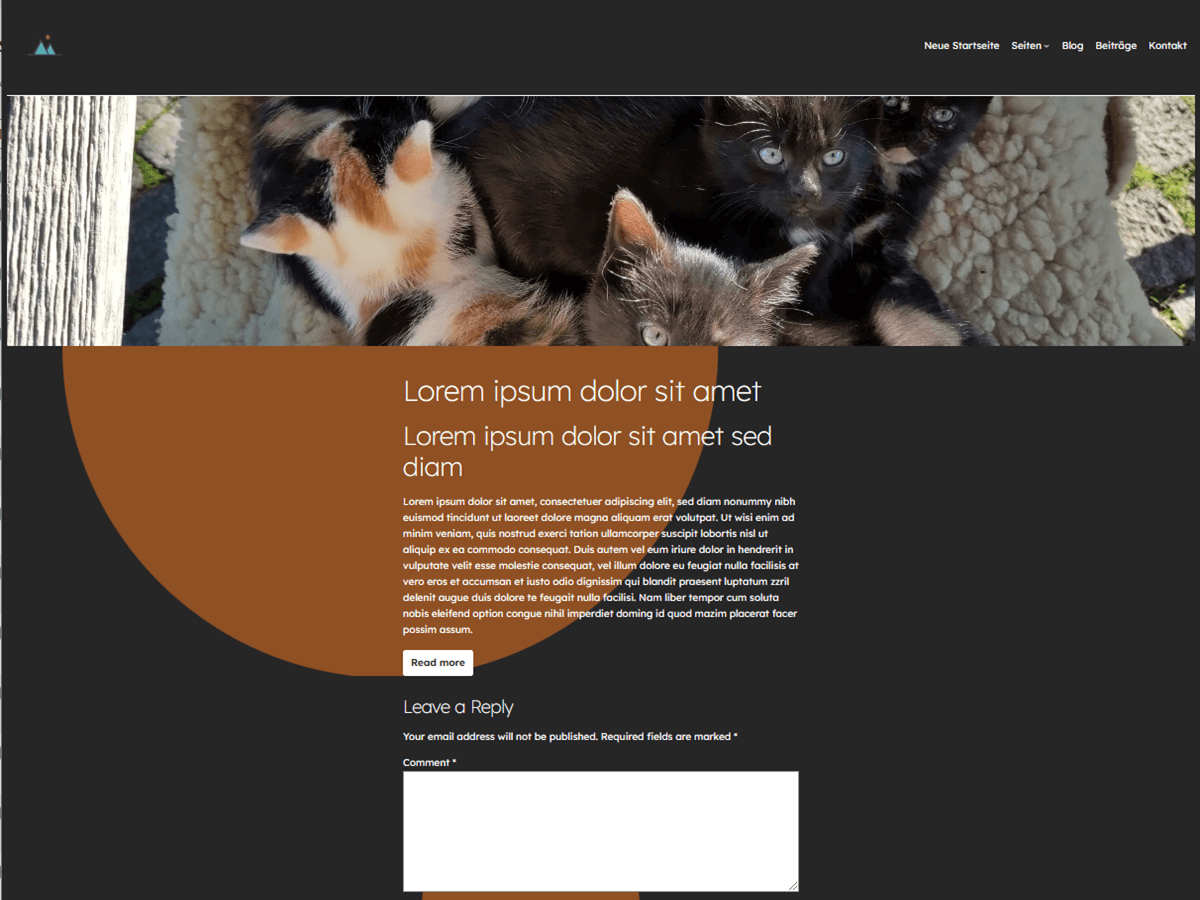 Neue Startseite Seiten Blog Beiträge Kontakt
Lorem ipsum dolor sit amet
Lorem ipsum dolor sit amet sed
diam
Lorem ipsum dolor sit amet, consectetuer adipiscing elit, sed diam nonummy nibh
euismod tincidunt ut laoreet dolore magna aliquam erat volutpat. Ut wisi enim ad
minim veniam, quis nostrud exerci tation ullamcorper suscipit lobortis nisl ut
aliquip ex ea commodo consequat. Duis autem vel eum iriure dolor in hendrerit in
vulputate velit esse molestie consequat, vel illum dolore eu feugiat nulla facilisis at
vero eros et accumsan et iusto odio dignissim qui blandit praesent luptatum zzril
delenit augue duis dolore te feugait nulla facilisi. Nam liber tempor cum soluta
nobis eleifend option congue nihil imperdiet doming id quod mazim placerat facer
possim assum.
Read more
Leave a Reply
Your email address will not be published. Required fields are marked *
Comment *